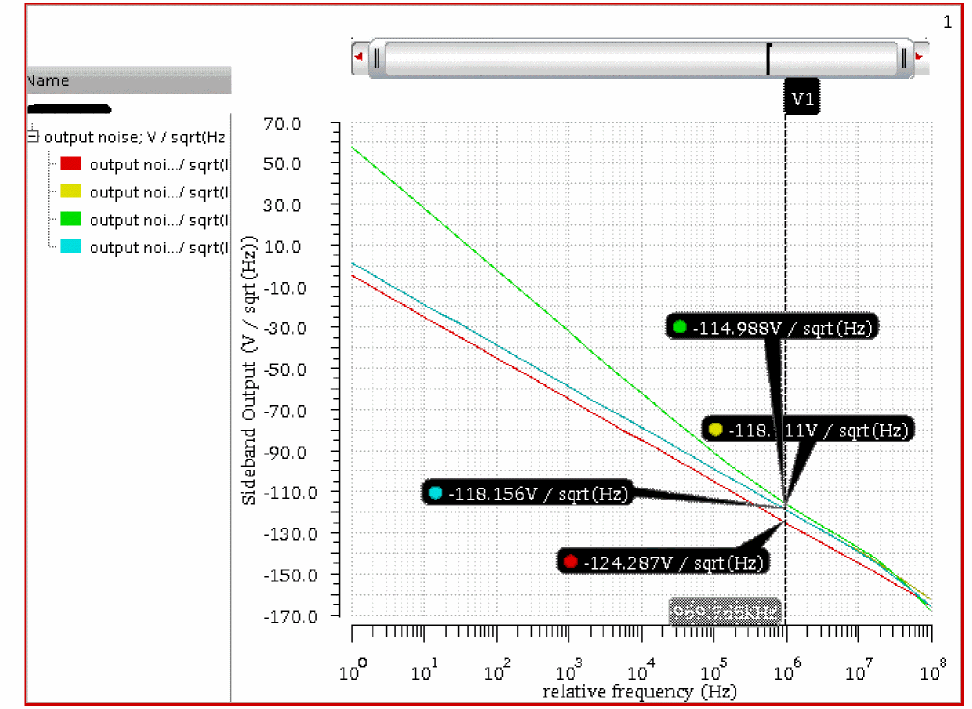 1
Name
V1
output noise; V / sqrt(Hz
output noi.../ sqrt(I
output noi.../ sqrt(I
output noi.../ sqrt(I
output noi.../ sqrt(I
Sideband Output (V / sqrt(Hz))
70.0
50.0
30.0
10.0
-10.0
-30.0
-50.0
-70.0
-90.0
-110.0
-130.0
-150.0
-170.0
-114.988V / sqrt(Hz)
-118. 11V / sqrt(Hz)
-118.156V / sqrt(Hz)
-124.287V / sqrt(Hz)
10^0 10^1 10^2 10^3 10^4 10^5 10^6 10^7 10^8
relative frequency (Hz)